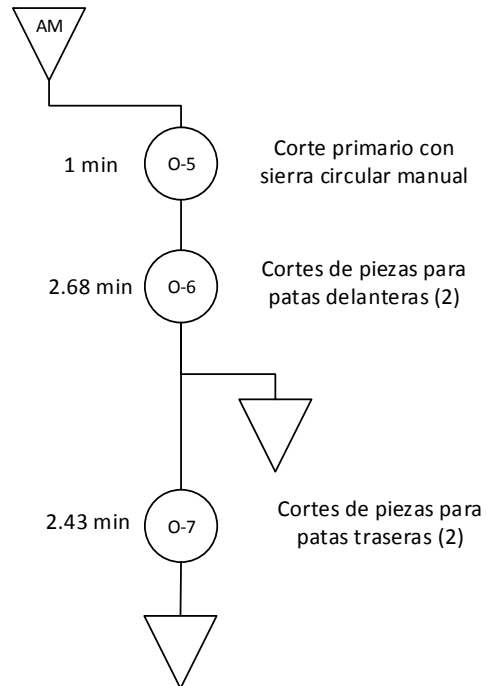 AM
1 min
O-5
Corte primario con
sierra circular manual
2.68 min
O-6
Cortes de piezas para
patas delanteras (2)
2.43 min
O-7
Cortes de piezas para
patas traseras (2)